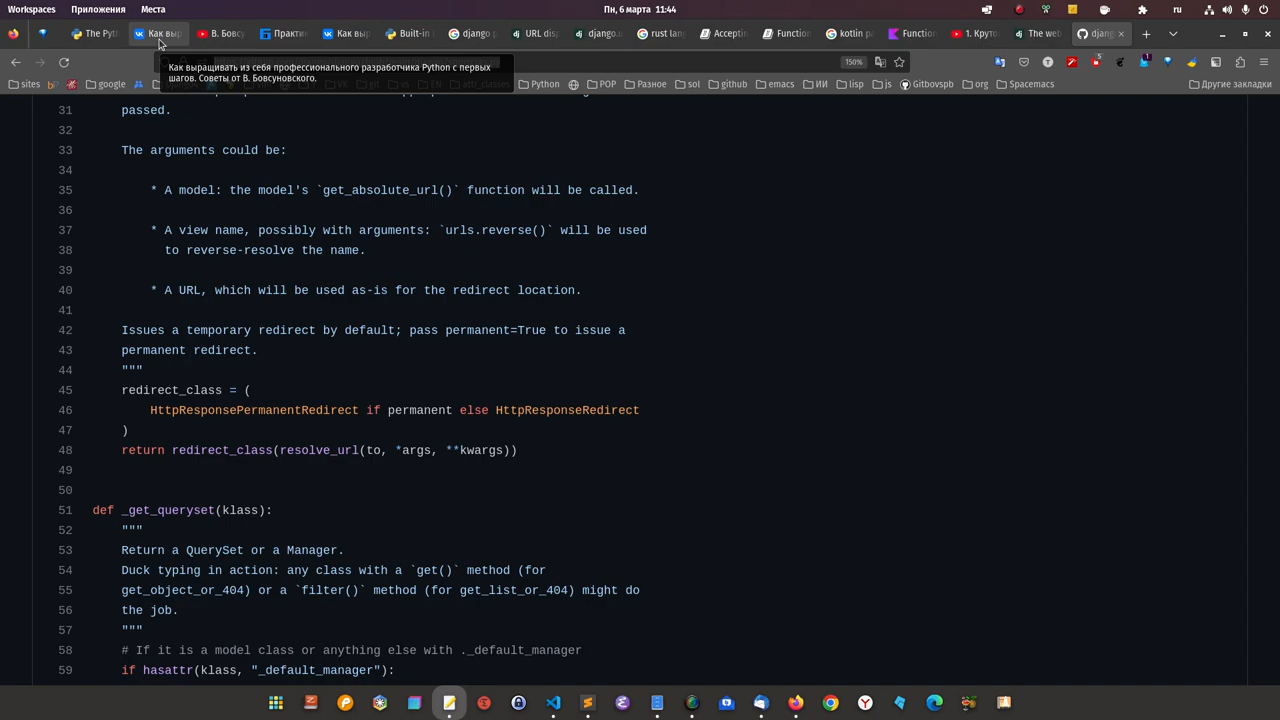 Workspaces Приложения Места Пн, 6 марта 11:44 ru
The Pyt Как выр В. Бовсу Практи Как выр Built-in django p URL disp django.u rust lang Acceptin Function kotlin pa Function 1. Круто The web djang
150%
Как выращивать из себя профессионального разработчика Python с первых
шагов. Советы от В. Бовсуновского.
sites google VK git vs EN attr_classes Python POP Разное sol github emacs ИИ lisp js Gitbovspb org Spacemacs Другие закладки
31 passed.
32
33 The arguments could be:
34
35 * A model: the model's `get_absolute_url()` function will be called.
36
37 * A view name, possibly with arguments: `urls.reverse()` will be used
38 to reverse-resolve the name.
39
40 * A URL, which will be used as-is for the redirect location.
41
42 Issues a temporary redirect by default; pass permanent=True to issue a
43 permanent redirect.
44 """
45 redirect_class = (
46 HttpResponsePermanentRedirect if permanent else HttpResponseRedirect
47 )
48 return redirect_class(resolve_url(to, *args, **kwargs))
49
50
51 def _get_queryset(klass):
52 """
53 Return a QuerySet or a Manager.
54 Duck typing in action: any class with a `get()` method (for
55 get_object_or_404) or a `filter()` method (for get_list_or_404) might do
56 the job.
57 """
58 # If it is a model class or anything else with ._default_manager
59 if hasattr(klass, "_default_manager"):